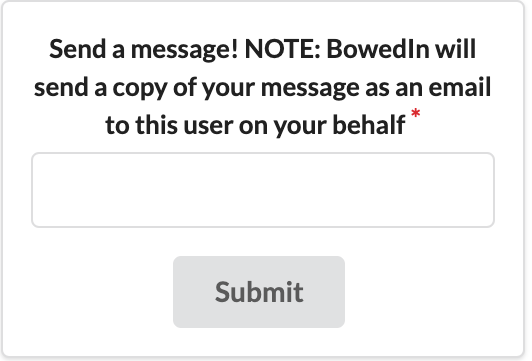 Send a message! NOTE: BowedIn will
send a copy of your message as an email
to this user on your behalf *
Submit